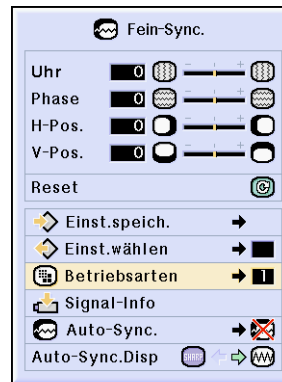 Fein-Sync.
Uhr 0 - +
Phase 0 - +
H-Pos. 0 - +
V-Pos. 0 - +
Reset
Einst.speich.
Einst.wählen
Betriebsarten 1
Signal-Info
Auto-Sync.
Auto-Sync.Disp SHARP